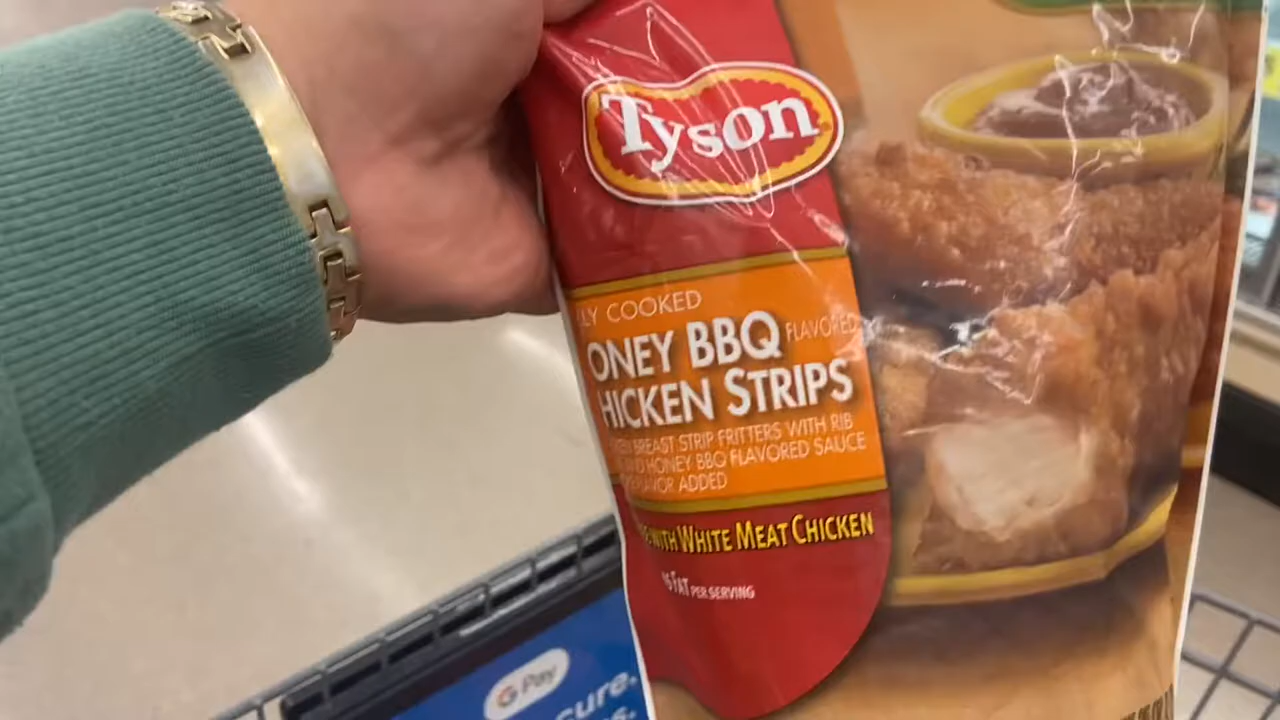 Tyson
LY COOKED
ONEY BBQ FLAVORED
HICKEN STRIPS
BREAST STRIP FRITTERS WITH RIB
HONEY BBQ FLAVORED SAUCE
FLAVOR ADDED
WITH WHITE MEAT CHICKEN
FAT PER SERVING
G Pay
cure.